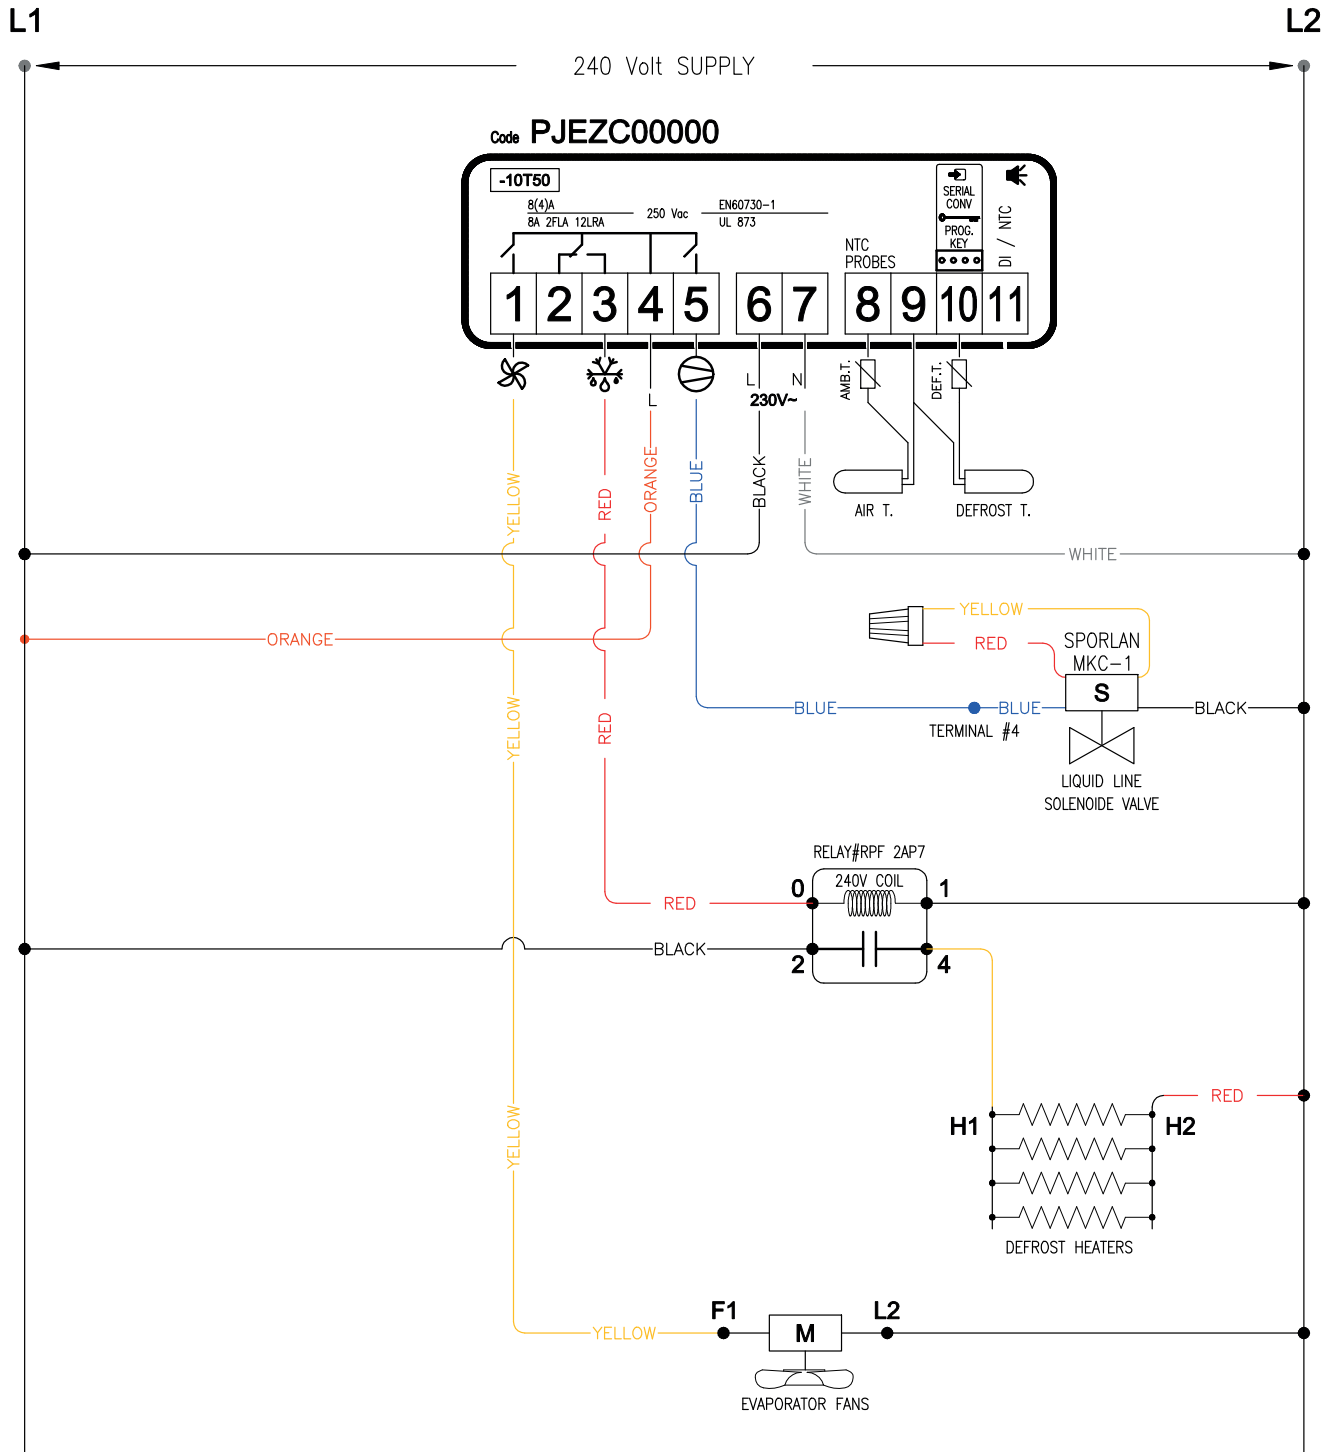 L1
L2
240 Volt SUPPLY
Code PJEZC00000
-10T50
8(4)A
8A 2FLA 12LRA
250 Vac
EN60730-1
UL 873
SERIAL
CONV
PROG.
KEY
DI / NTC
NTC
PROBES
1 2 3 4 5 6 7 8 9 10 11
L
L
N
230V~
AMB.T.
DEF.T.
YELLOW
RED
ORANGE
BLUE
BLACK
WHITE
AIR T.
DEFROST T.
WHITE
YELLOW
ORANGE
RED
SPORLAN
MKC-1
S
YELLOW
RED
BLUE
BLUE
BLACK
TERMINAL #4
LIQUID LINE
SOLENOIDE VALVE
RELAY#RPF 2AP7
240V COIL
0
1
RED
BLACK
2
4
RED
H1
H2
YELLOW
DEFROST HEATERS
F1
L2
YELLOW
M
EVAPORATOR FANS